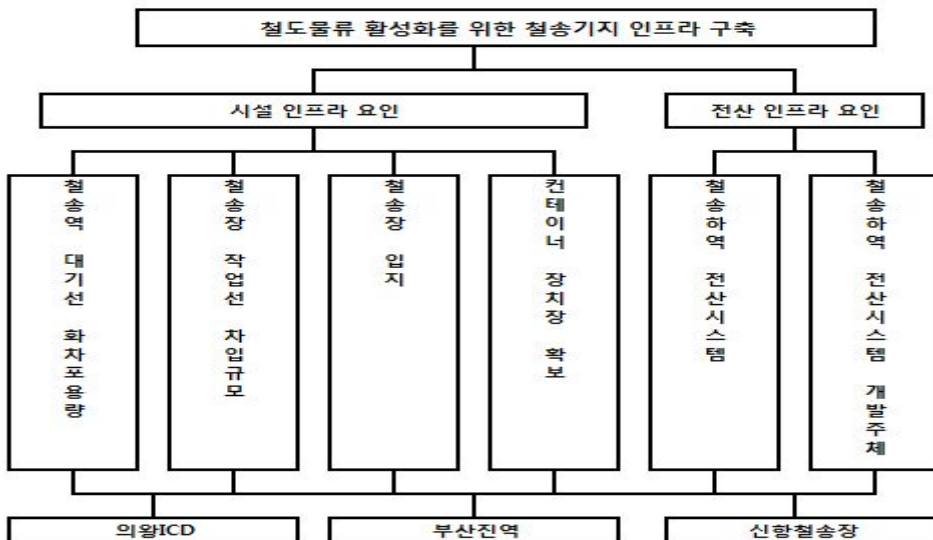 철도물류 활성화를 위한 철송기지 인프라 구축
시설 인프라 요인
전산 인프라 요인
철송역 대기선 화차포용량
철송장 작업선 차입규모
철송장 입지
컨테이너 장치장 확보
철송하역 전산시스템
철송하역 전산시스템 개발주체
의왕ICD
부산진역
신항철송장